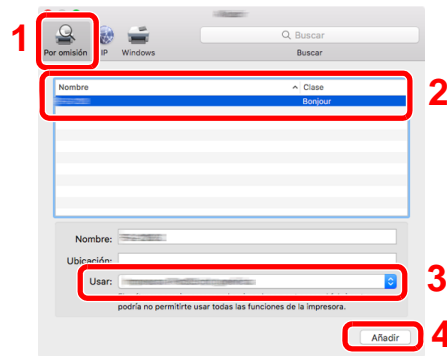 1
Por omisión IP Windows
Buscar
Buscar
2
Nombre Clase
Bonjour
Nombre:
Ubicación:
Usar:
3
podría no permitirte usar todas las funciones de la impresora.
Añadir
4